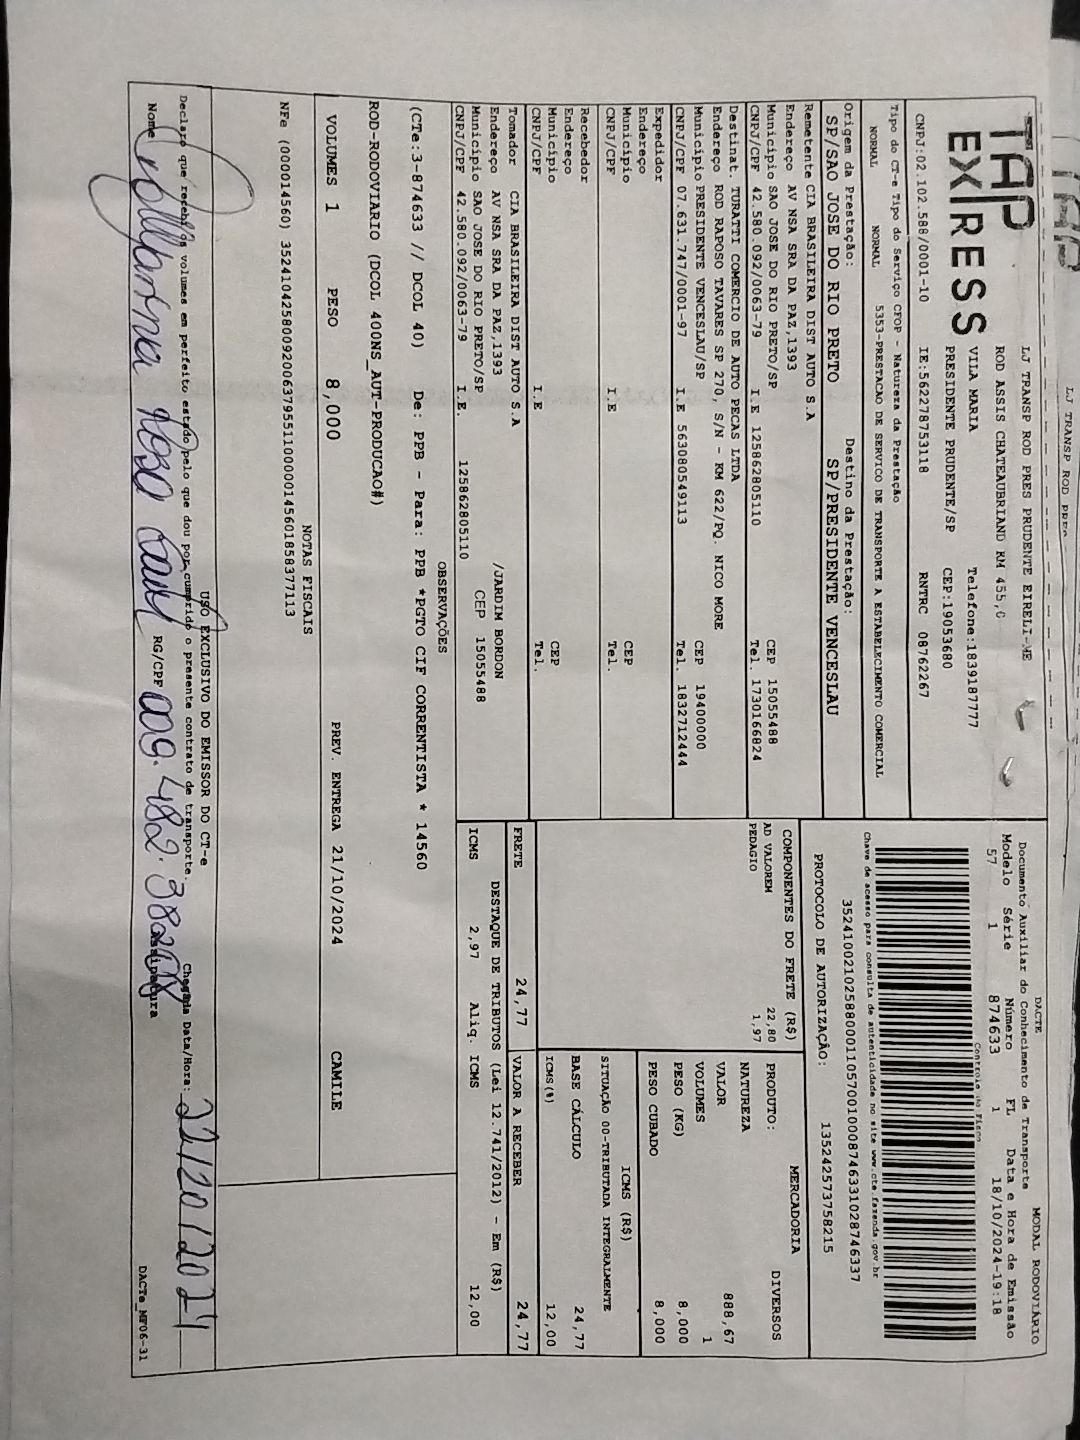 LJ TRANSP ROD
TAP EXPRESS
LJ TRANSP ROD PRES PRUDENTE EIRELI-ME
ROD ASSIS CHATEAUBRIAND KM 455,0
VILA MARIA Telefone:1839187777
PRESIDENTE PRUDENTE/SP CEP:19053680
CNPJ:02.102.588/0001-10 IE:562278753118 RNTRC 08762267
DACTE MODAL RODOVIÁRIO
Documento Auxiliar do Conhecimento de Transporte
Modelo Série Número FL Data e Hora de Emissão
57 1 874633 1 18/10/2024-19:18
Controle do Fisco
Tipo do CT-e Tipo do Serviço CFOP - Natureza da Prestação
NORMAL NORMAL 5353-PRESTACAO DE SERVICO DE TRANSPORTE A ESTABELECIMENTO COMERCIAL
Chave de acesso para consulta de autenticidade no site www.cte.fazenda.gov.br
35241002102588000110570010008746331028746337
Origem da Prestação: Destino da Prestação:
SP/SAO JOSE DO RIO PRETO SP/PRESIDENTE VENCESLAU
PROTOCOLO DE AUTORIZAÇÃO: 135242573758215
Remetente CIA BRASILEIRA DIST AUTO S.A
Endereço AV NSA SRA DA PAZ,1393
Municipio SAO JOSE DO RIO PRETO/SP CEP 15055488
CNPJ/CPF 42.580.092/0063-79 I.E 125862805110 Tel. 1730166824
Destinat. TURATTI COMERCIO DE AUTO PECAS LTDA
Endereço ROD RAPOSO TAVARES SP 270, S/N - KM 622/PQ. NICO MORE
Municipio PRESIDENTE VENCESLAU/SP CEP 19400000
CNPJ/CPF 07.631.747/0001-97 I.E 563080549113 Tel. 1832712444
Expedidor
Endereço
Municipio CEP
CNPJ/CPF I.E Tel.
Recebedor
Endereço
Municipio CEP
CNPJ/CPF I.E Tel.
Tomador CIA BRASILEIRA DIST AUTO S.A
Endereço AV NSA SRA DA PAZ,1393 /JARDIM BORDON
Municipio SAO JOSE DO RIO PRETO/SP CEP 15055488
CNPJ/CPF 42.580.092/0063-79 I.E. 125862805110
COMPONENTES DO FRETE (R$)
AD VALOREM 22,80
PEDAGIO 1,97
MERCADORIA
PRODUTO: DIVERSOS
NATUREZA
VALOR 888,67
VOLUMES 1
PESO (KG) 8,000
PESO CUBADO 8,000
ICMS (R$)
SITUAÇÃO 00-TRIBUTADA INTEGRALMENTE
BASE CÁLCULO 24,77
ICMS(%) 12,00
FRETE 24,77 VALOR A RECEBER 24,77
DESTAQUE DE TRIBUTOS (Lei 12.741/2012) - Em (R$)
ICMS 2,97 Aliq. ICMS 12,00
OBSERVAÇÕES
(CTe:3-874633 // DCOL 40) De: PPB - Para: PPB *PGTO CIF CORRENTISTA * 14560
ROD-RODOVIARIO (DCOL 400NS_AUT-PRODUCAO#)
VOLUMES 1 PESO 8,000 PREV. ENTREGA 21/10/2024 CAMILE
NOTAS FISCAIS
NFe (000014560) 35241042580092006379551100000145601858377113
USO EXCLUSIVO DO EMISSOR DO CT-e
Declaro que recebi os volumes em perfeito estado pelo que dou por cumprido o presente contrato de transporte. Chegada Data/Hora:
Nome Rosa RG/CPF Assinatura
DACTe_MF06-31